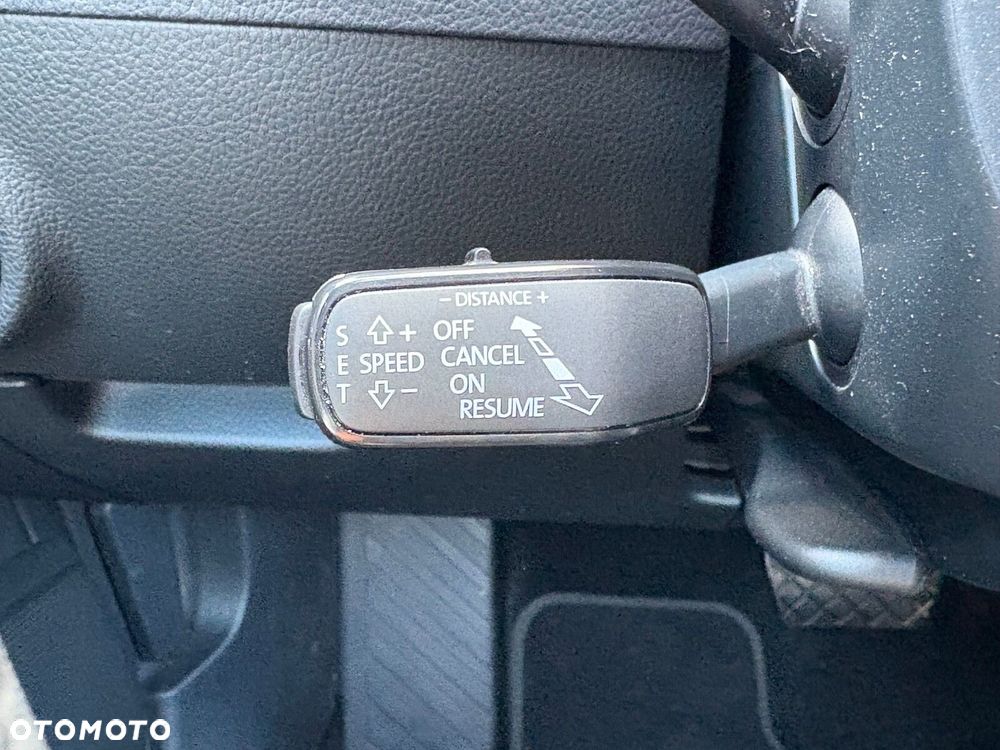 - DISTANCE +
S + OFF
E SPEED CANCEL
T - ON
RESUME
OTOMOTO